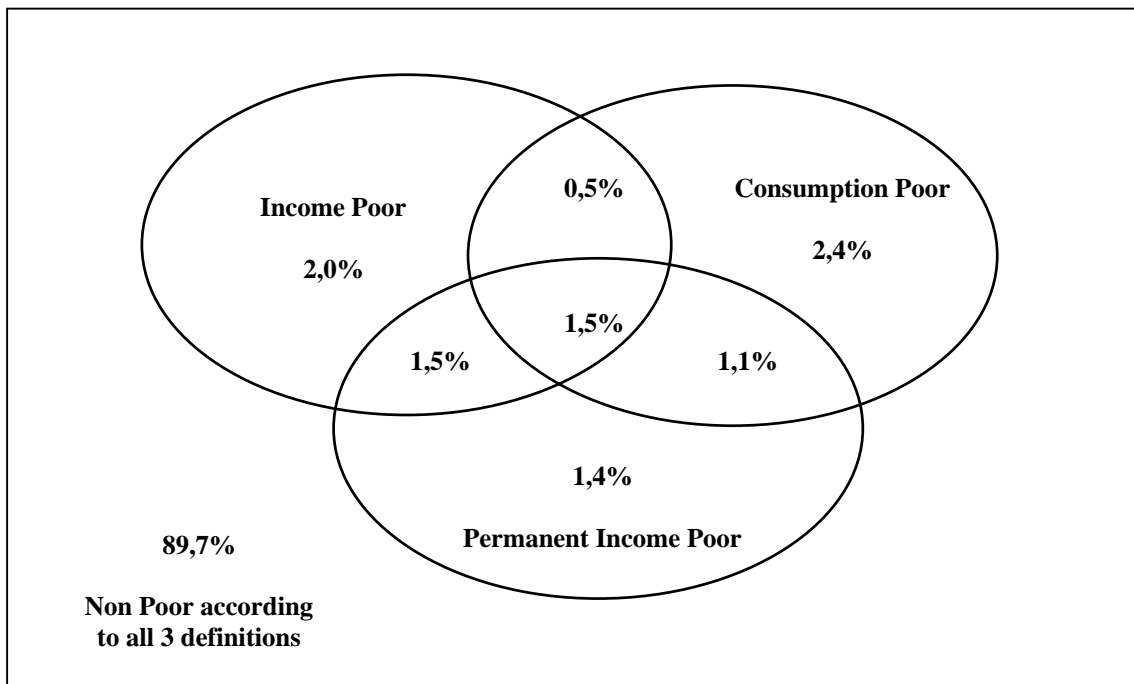 0,5%
Consumption Poor
Income Poor
2,4%
2,0%
1,5%
1,5%
1,1%
1,4%
Permanent Income Poor
89,7%
Non Poor according
to all 3 definitions